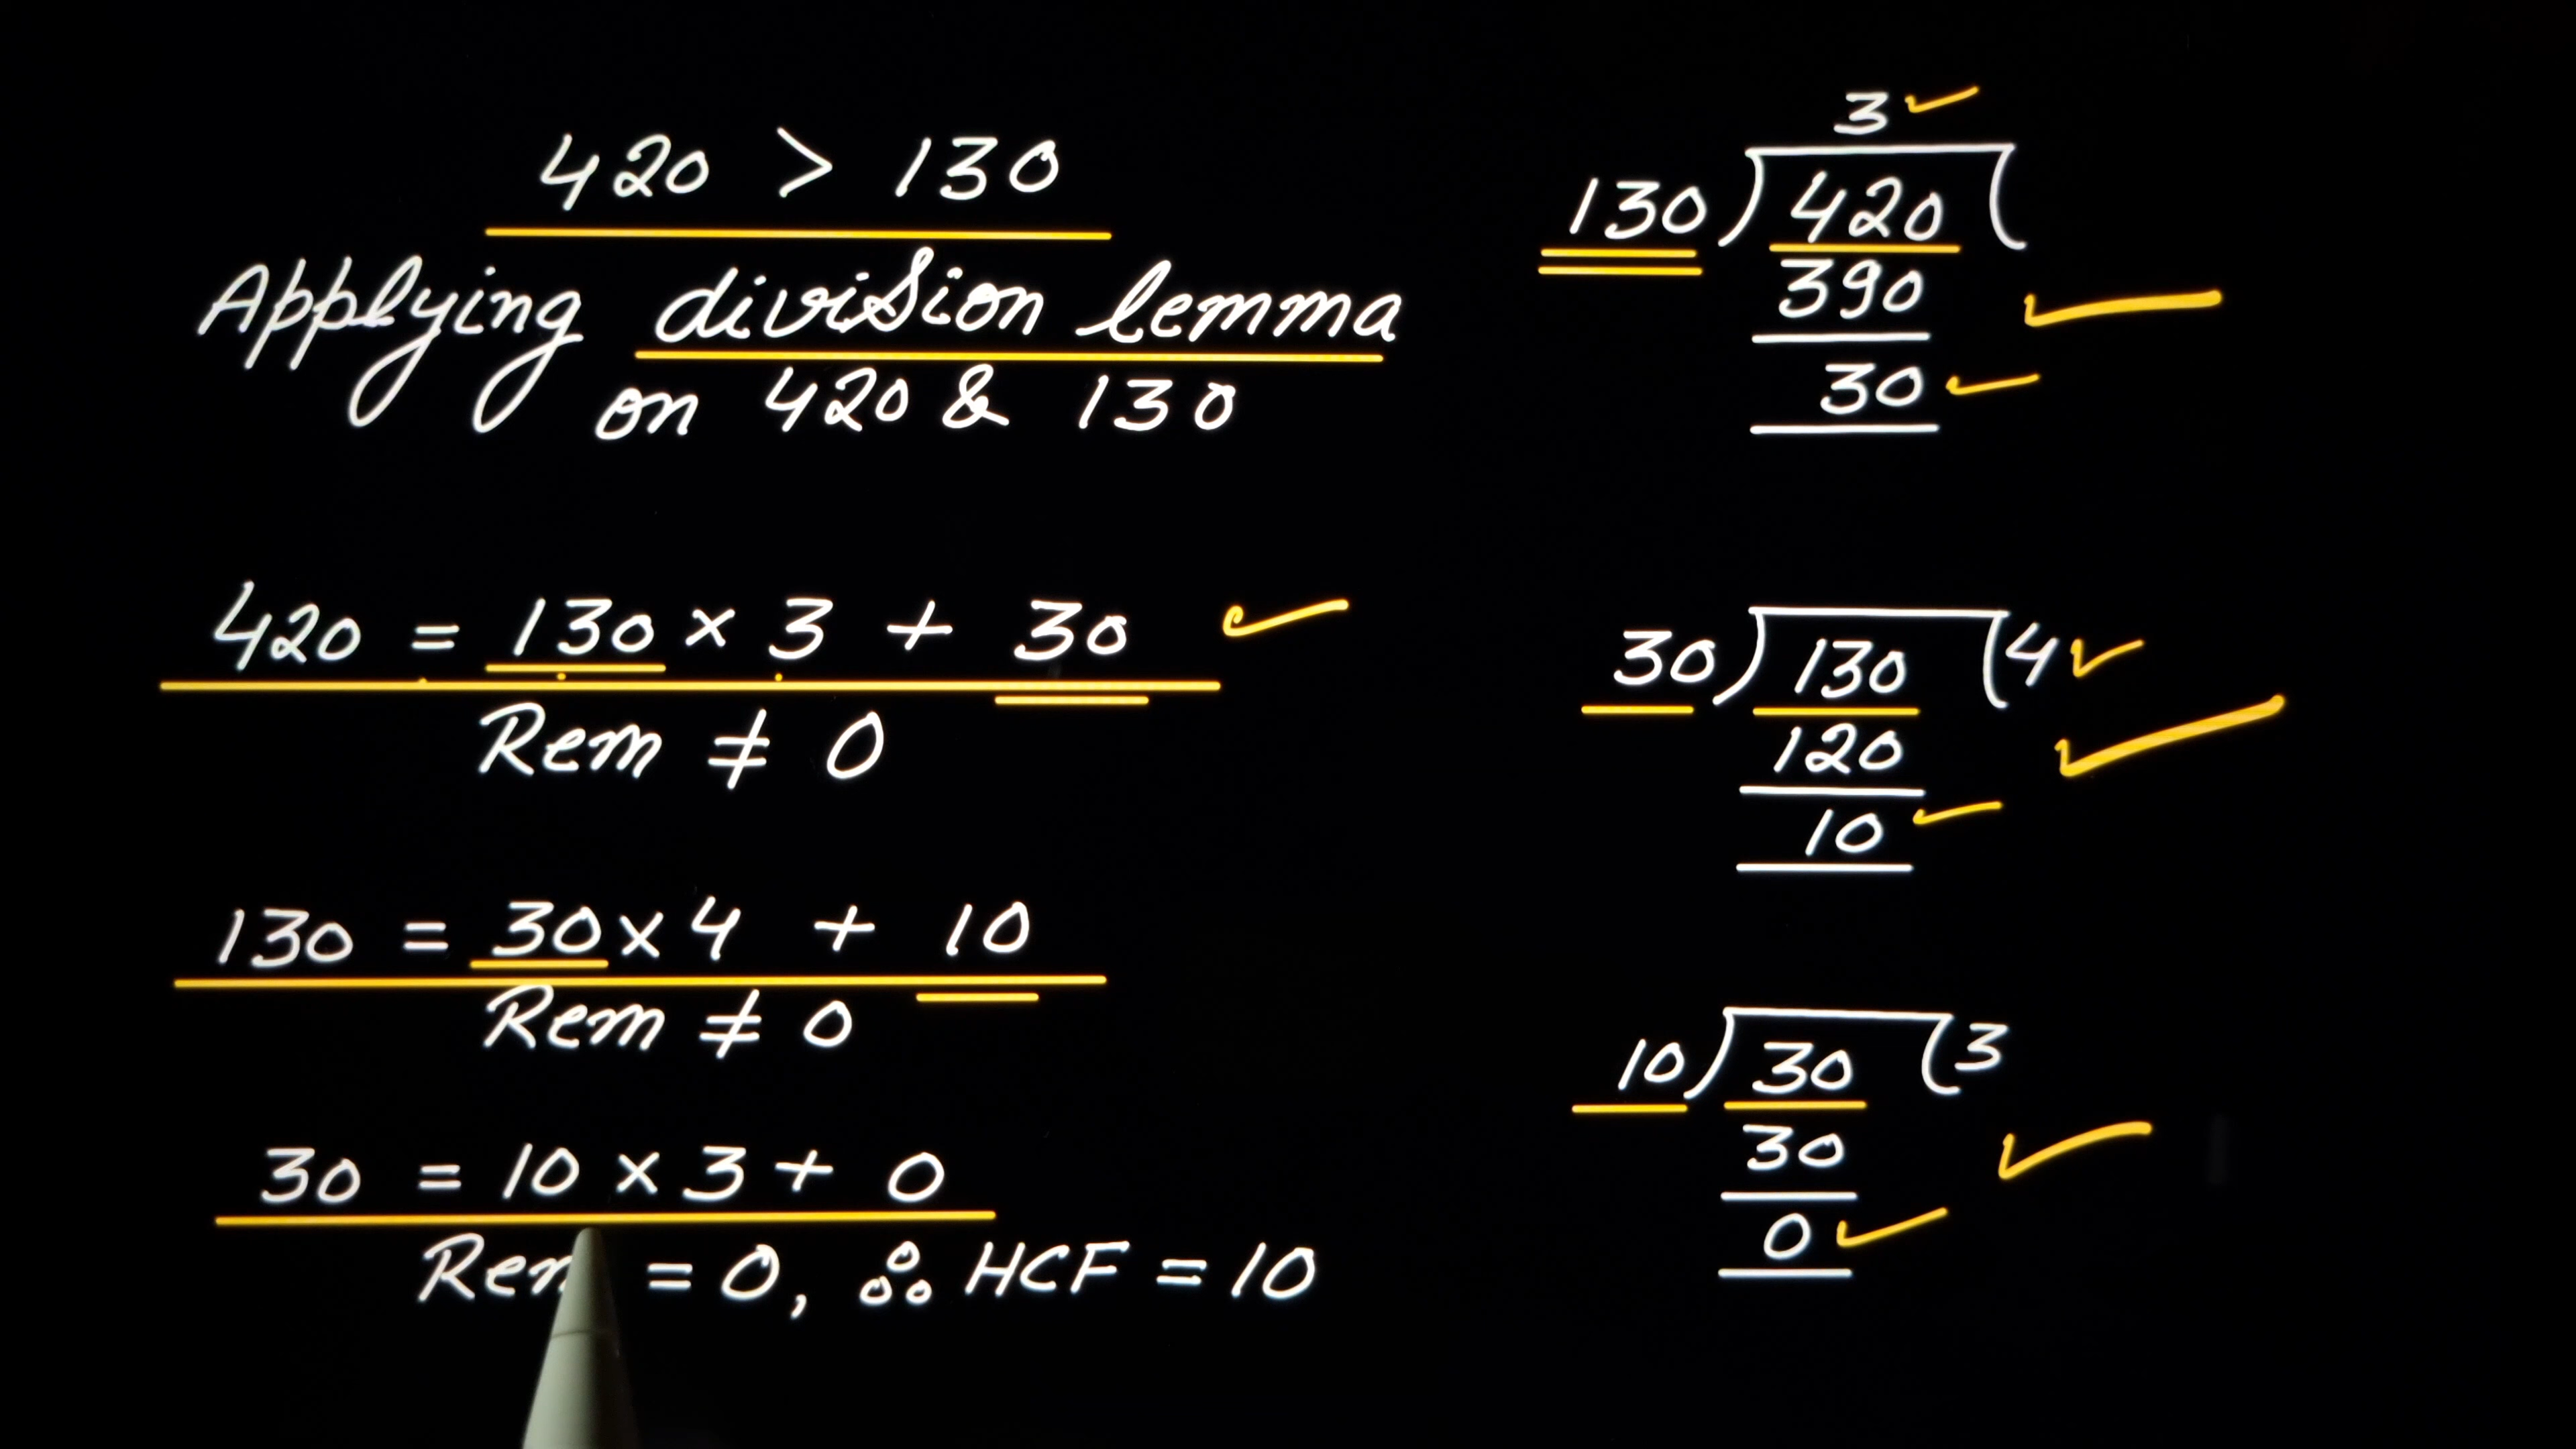 420 > 130
Applying division lemma
on 420 & 130
420 = 130 × 3 + 30
Rem ≠ 0
130 = 30 × 4 + 10
Rem ≠ 0
30 = 10 × 3 + 0
= 0, ∴ HCF = 10
3
130 ) 420 (
390
30
30 ) 130 ( 4
120
10
10 ) 30 ( 3
30
0